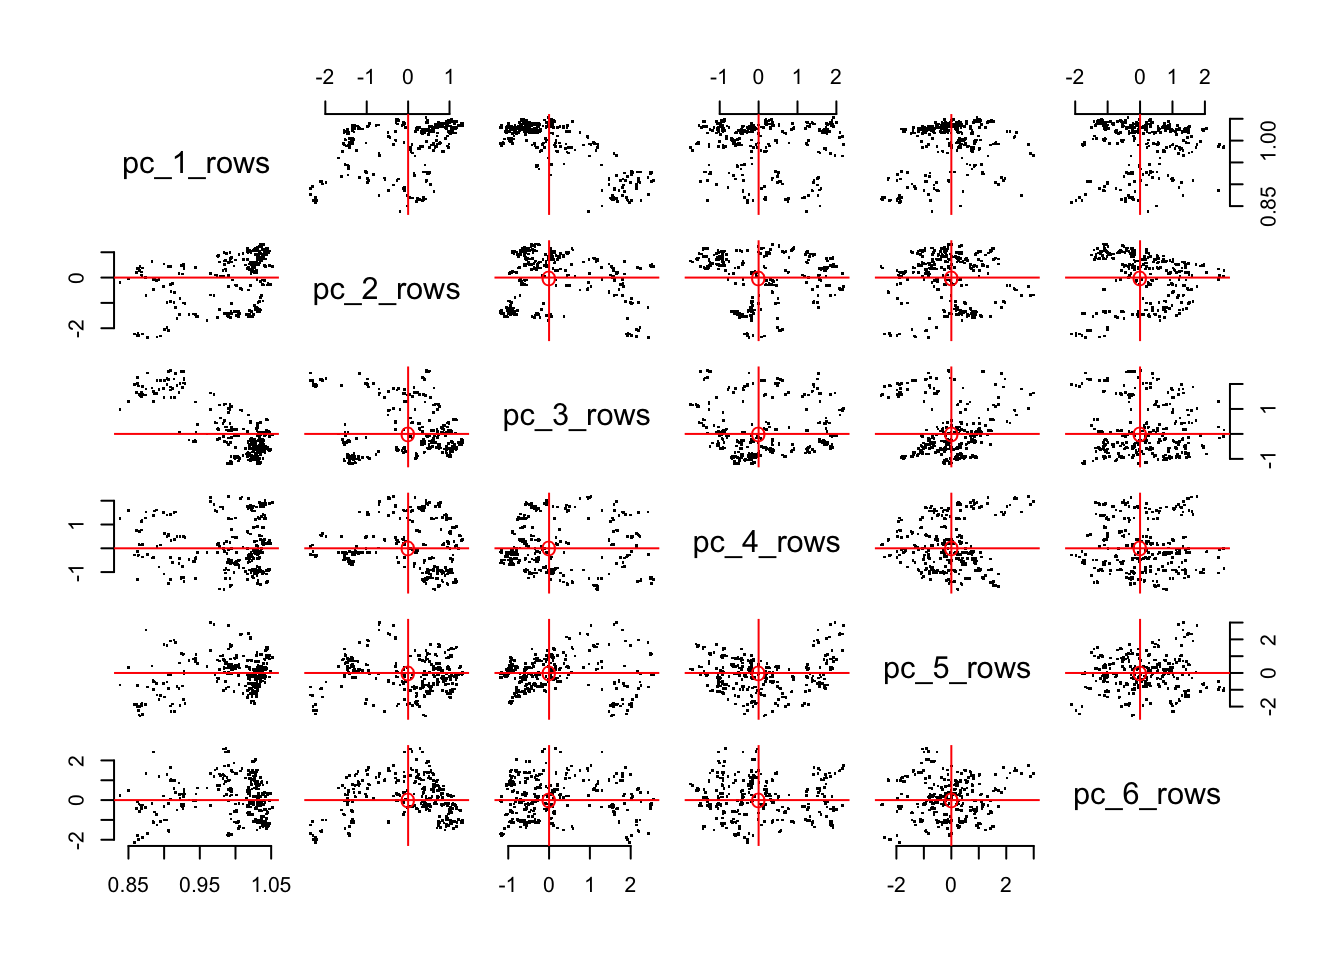 -2 -1 0 1 -1 0 1 2 -2 0 1 2
pc_1_rows
0.85 1.00
-2 0
pc_2_rows
pc_3_rows
-1 1
-1 1
pc_4_rows
pc_5_rows
-2 0 2
-2 0 2
pc_6_rows
0.85 0.95 1.05 -1 0 1 2 -2 0 2